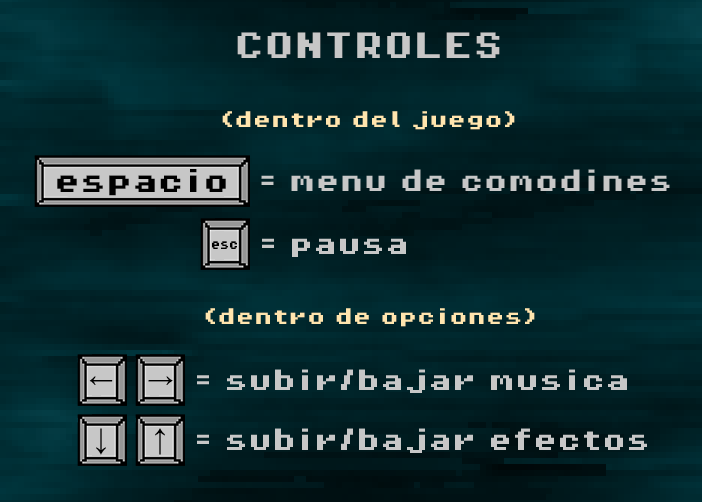 CONTROLES
(dentro del juego)
espacio = menu de comodines
esc = pausa
(dentro de opciones)
← → = subir/bajar musica
↓ ↑ = subir/bajar efectos